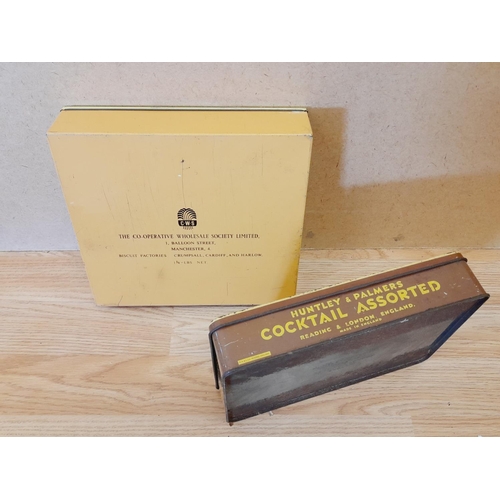 CWS
THE CO-OPERATIVE WHOLESALE SOCIETY LIMITED,
1, BALLOON STREET,
MANCHESTER, 4
BISCUIT FACTORIES CRUMPSALL, CARDIFF, AND HARLOW
HUNTLEY & PALMERS
COCKTAIL ASSORTED
READING & LONDON, ENGLAND.
MADE IN ENGLAND